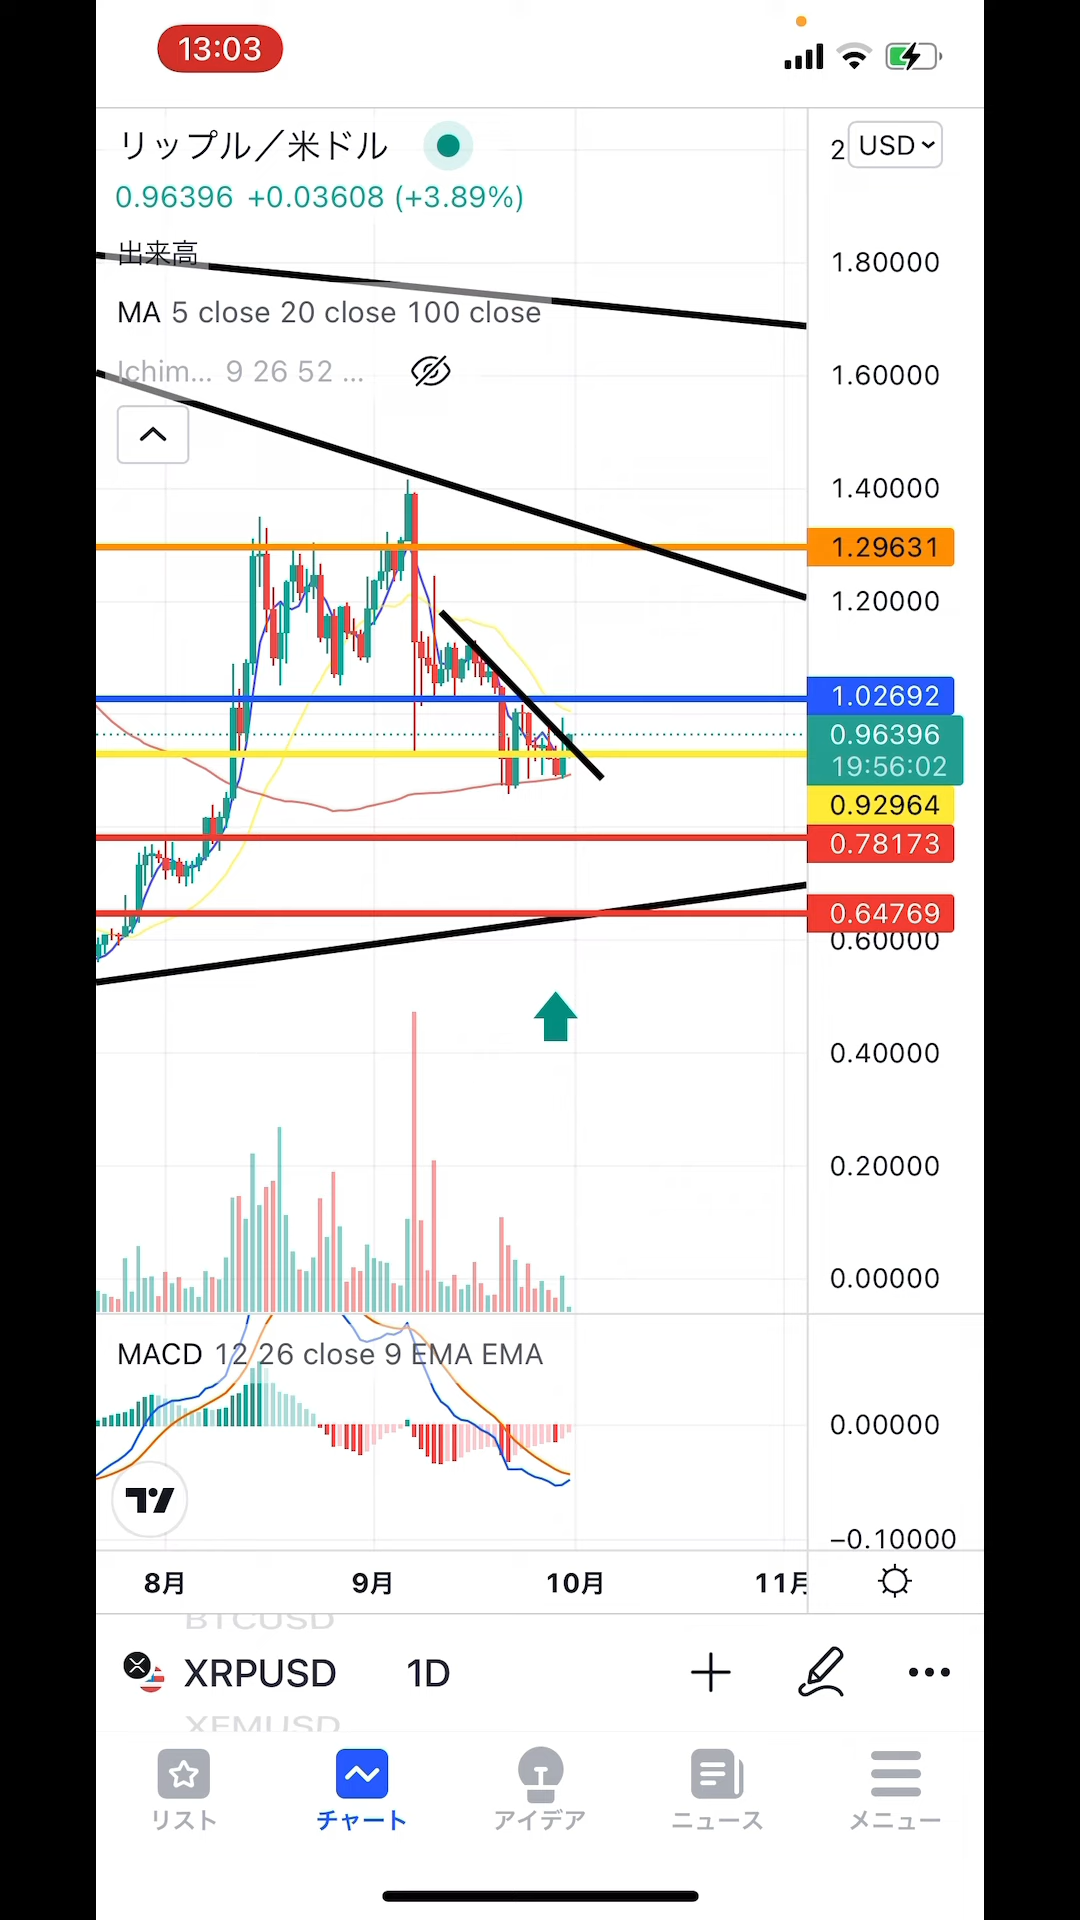 13:03
リップル／米ドル
2 USD
0.96396 +0.03608 (+3.89%)
出来高
1.80000
MA 5 close 20 close 100 close
Ichim... 9 26 52 ...
1.60000
1.40000
1.29631
1.20000
1.02692
0.96396
19:56:02
0.92964
0.78173
0.64769
0.60000
0.40000
0.20000
0.00000
MACD 12 26 close 9 EMA EMA
0.00000
−0.10000
8月 9月 10月 11月
BTCUSD
XRPUSD 1D
XEMUSD
リスト チャート アイデア ニュース メニュー